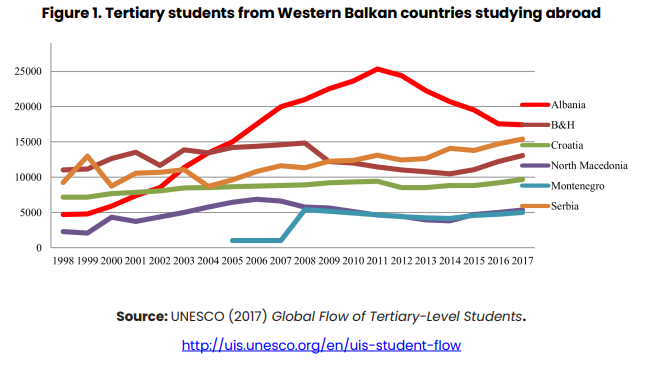 Figure 1. Tertiary students from Western Balkan countries studying abroad
25000
20000
15000
10000
5000
0
1998 1999 2000 2001 2002 2003 2004 2005 2006 2007 2008 2009 2010 2011 2012 2013 2014 2015 2016 2017
Albania
B&H
Croatia
North Macedonia
Montenegro
Serbia
Source: UNESCO (2017) Global Flow of Tertiary-Level Students.
http://uis.unesco.org/en/uis-student-flow